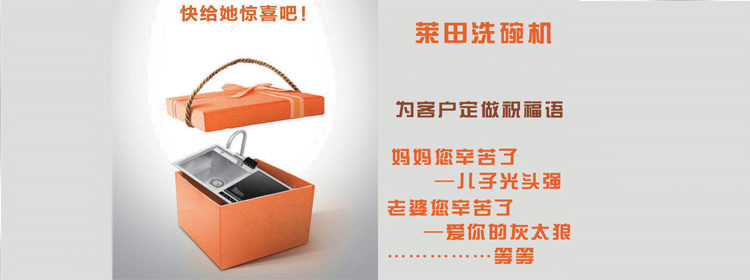 快给她惊喜吧！
莱田洗碗机
为客户定做祝福语
妈妈您辛苦了
—儿子光头强
老婆您辛苦了
—爱你的灰太狼
……………等等